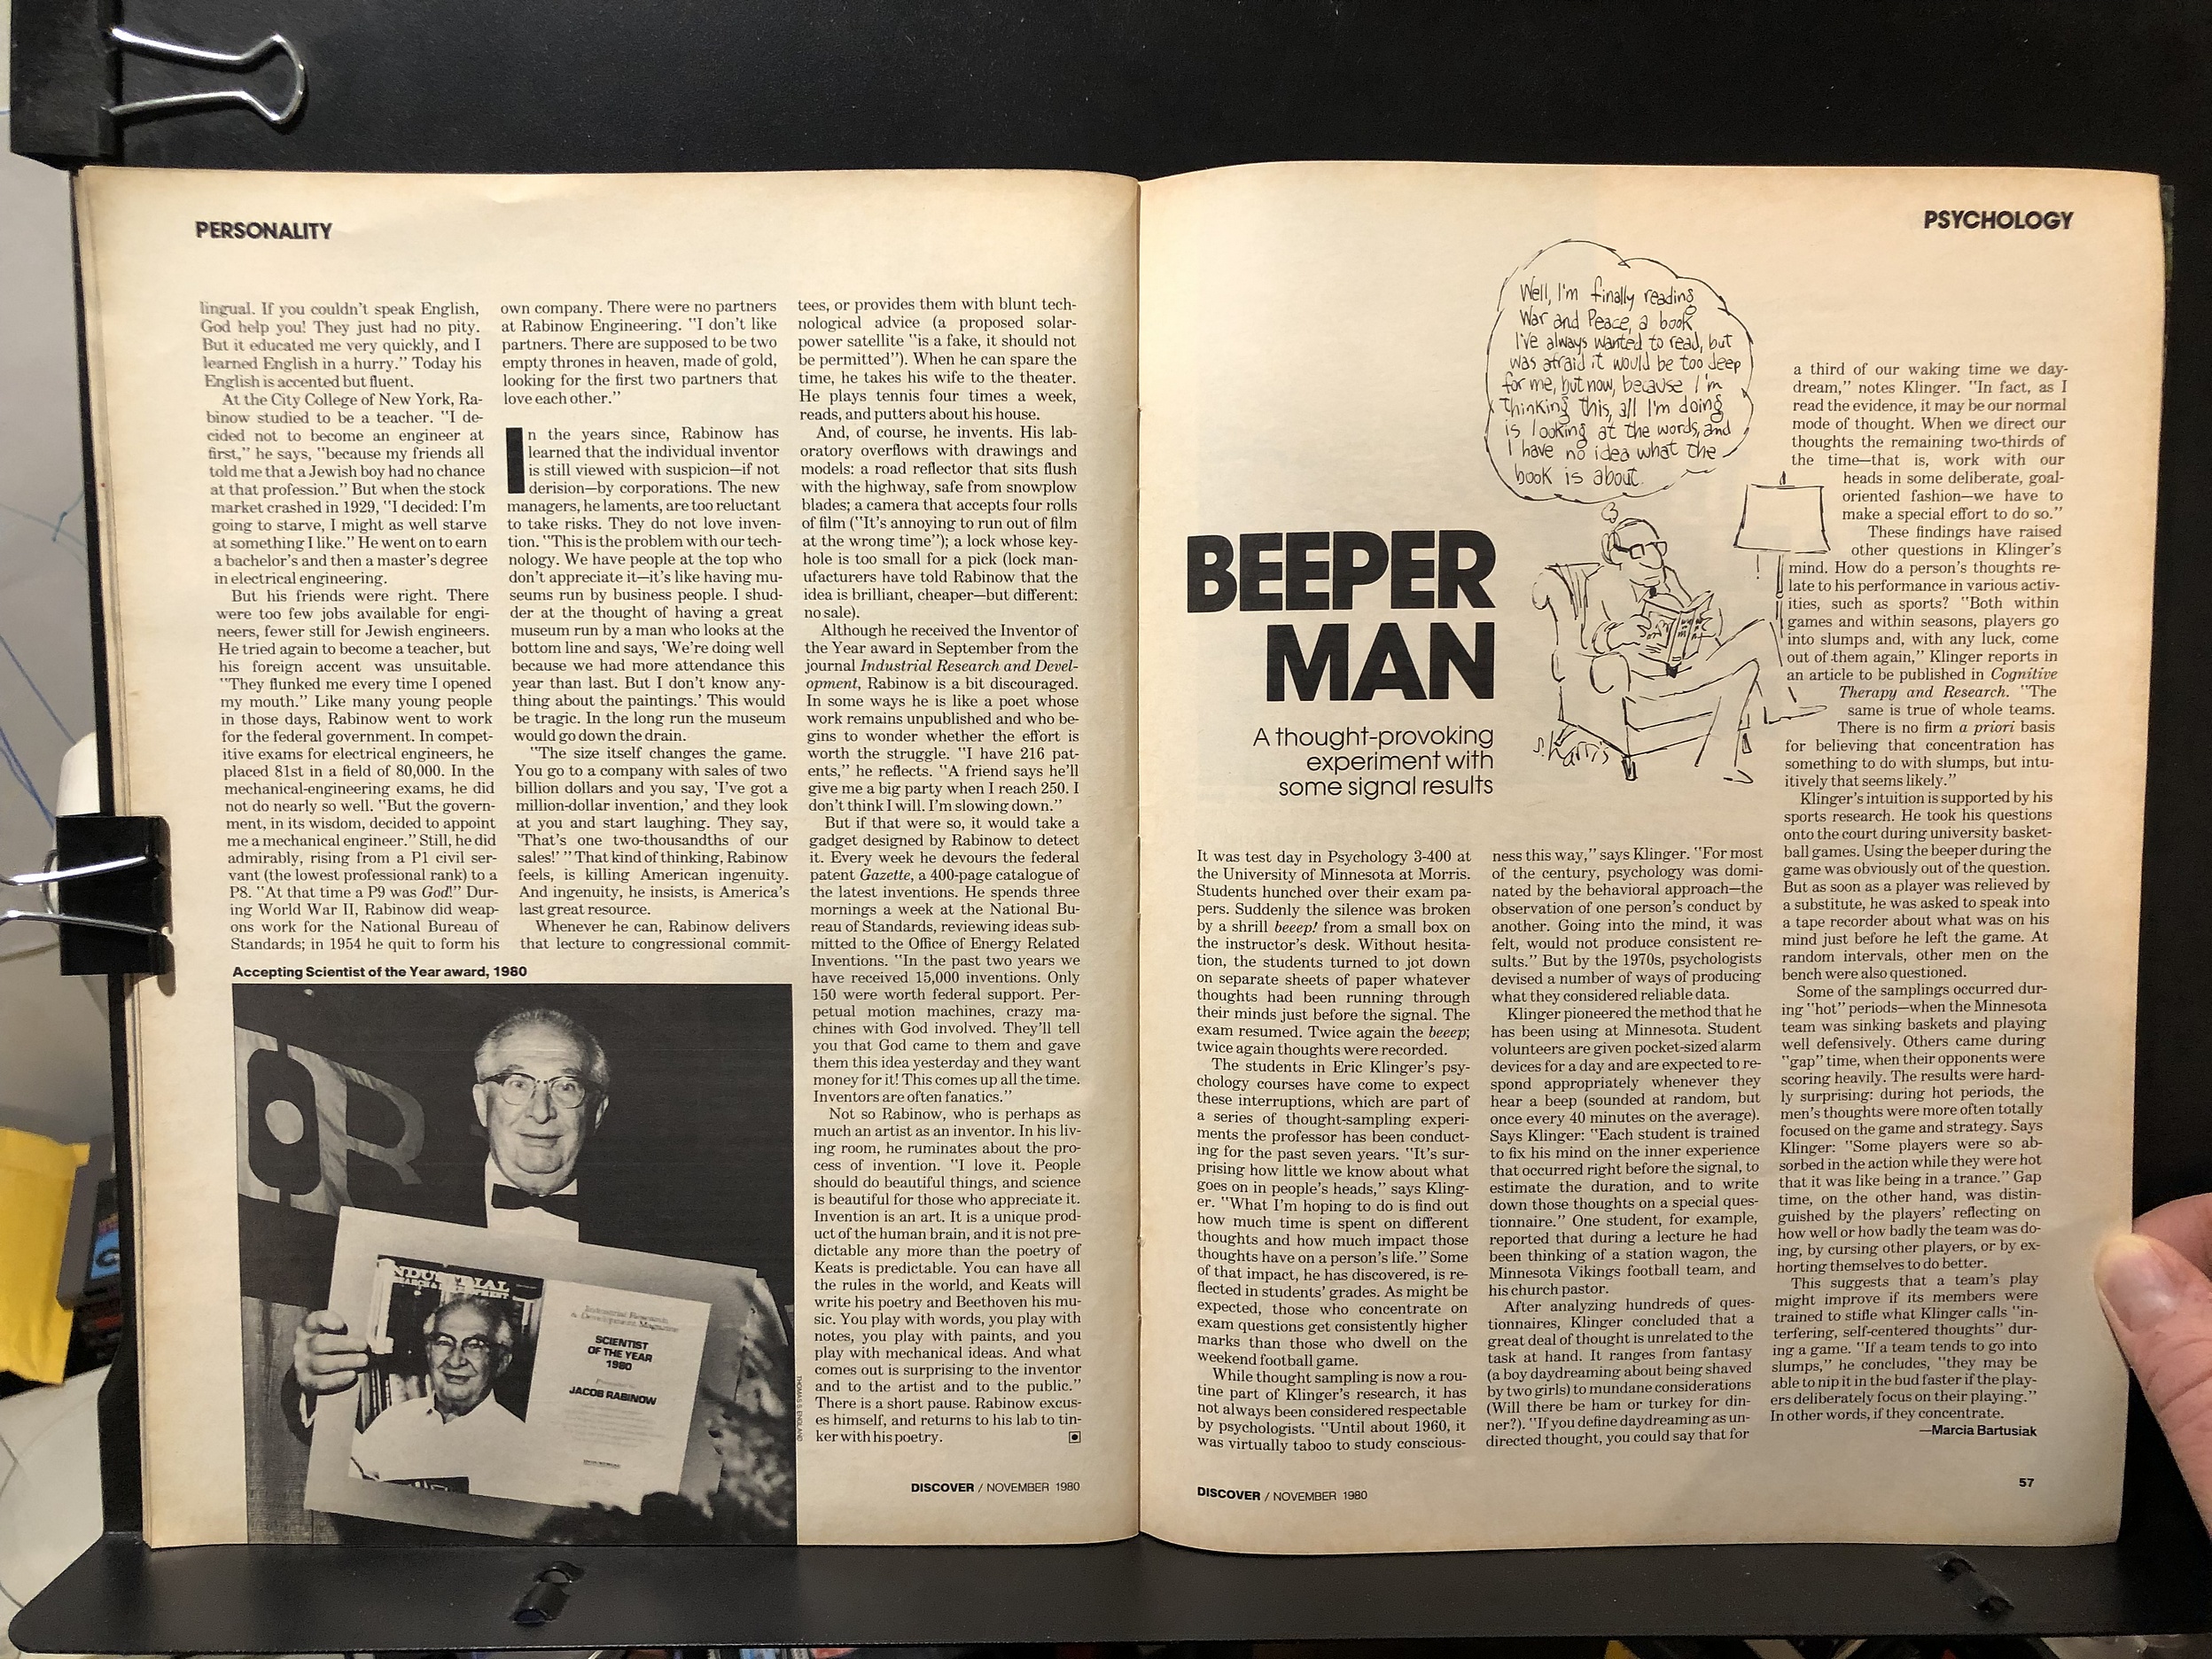 PERSONALITY
lingual. If you couldn't speak English,
God help you! They just had no pity.
But it educated me very quickly, and I
learned English in a hurry." Today his
English is accented but fluent.
At the City College of New York, Ra-
binow studied to be a teacher. "I de-
cided not to become an engineer at
first," he says, "because my friends all
told me that a Jewish boy had no chance
at that profession." But when the stock
market crashed in 1929, "I decided: I'm
going to starve, I might as well starve
at something I like." He went on to earn
a bachelor's and then a master's degree
in electrical engineering.
But his friends were right. There
were too few jobs available for engi-
neers, fewer still for Jewish engineers.
He tried again to become a teacher, but
his foreign accent was unsuitable.
"They flunked me every time I opened
my mouth." Like many young people
in those days, Rabinow went to work
for the federal government. In compet-
itive exams for electrical engineers, he
placed 81st in a field of 80,000. In the
mechanical-engineering exams, he did
not do nearly so well. "But the govern-
ment, in its wisdom, decided to appoint
me a mechanical engineer." Still, he did
admirably, rising from a P1 civil ser-
vant (the lowest professional rank) to a
P8. "At that time a P9 was God!" Dur-
ing World War II, Rabinow did weap-
ons work for the National Bureau of
Standards; in 1954 he quit to form his
own company. There were no partners
at Rabinow Engineering. "I don't like
partners. There are supposed to be two
empty thrones in heaven, made of gold,
looking for the first two partners that
love each other."
In the years since, Rabinow has
learned that the individual inventor
is still viewed with suspicion—if not
derision—by corporations. The new
managers, he laments, are too reluctant
to take risks. They do not love inven-
tion. "This is the problem with our tech-
nology. We have people at the top who
don't appreciate it—it's like having mu-
seums run by business people. I shud-
der at the thought of having a great
museum run by a man who looks at the
bottom line and says, 'We're doing well
because we had more attendance this
year than last. But I don't know any-
thing about the paintings.' This would
be tragic. In the long run the museum
would go down the drain.
"The size itself changes the game.
You go to a company with sales of two
billion dollars and you say, 'I've got a
million-dollar invention,' and they look
at you and start laughing. They say,
'That's one two-thousandths of our
sales!' " That kind of thinking, Rabinow
feels, is killing American ingenuity.
And ingenuity, he insists, is America's
last great resource.
Whenever he can, Rabinow delivers
that lecture to congressional commit-
tees, or provides them with blunt tech-
nological advice (a proposed solar-
power satellite "is a fake, it should not
be permitted"). When he can spare the
time, he takes his wife to the theater.
He plays tennis four times a week,
reads, and putters about his house.
And, of course, he invents. His lab-
oratory overflows with drawings and
models: a road reflector that sits flush
with the highway, safe from snowplow
blades; a camera that accepts four rolls
of film ("It's annoying to run out of film
at the wrong time"); a lock whose key-
hole is too small for a pick (lock man-
ufacturers have told Rabinow that the
idea is brilliant, cheaper—but different:
no sale).
Although he received the Inventor of
the Year award in September from the
journal Industrial Research and Devel-
opment, Rabinow is a bit discouraged.
In some ways he is like a poet whose
work remains unpublished and who be-
gins to wonder whether the effort is
worth the struggle. "I have 216 pat-
ents," he reflects. "A friend says he'll
give me a big party when I reach 250. I
don't think I will. I'm slowing down."
But if that were so, it would take a
gadget designed by Rabinow to detect
it. Every week he devours the federal
patent Gazette, a 400-page catalogue of
the latest inventions. He spends three
mornings a week at the National Bu-
reau of Standards, reviewing ideas sub-
mitted to the Office of Energy Related
Inventions. "In the past two years we
have received 15,000 inventions. Only
150 were worth federal support. Per-
petual motion machines, crazy ma-
chines with God involved. They'll tell
you that God came to them and gave
them this idea yesterday and they want
money for it! This comes up all the time.
Inventors are often fanatics."
Not so Rabinow, who is perhaps as
much an artist as an inventor. In his liv-
ing room, he ruminates about the pro-
cess of invention. "I love it. People
should do beautiful things, and science
is beautiful for those who appreciate it.
Invention is an art. It is a unique prod-
uct of the human brain, and it is not pre-
dictable any more than the poetry of
Keats is predictable. You can have all
the rules in the world, and Keats will
write his poetry and Beethoven his mu-
sic. You play with words, you play with
notes, you play with paints, and you
play with mechanical ideas. And what
comes out is surprising to the inventor
and to the artist and to the public."
There is a short pause. Rabinow excus-
es himself, and returns to his lab to tin-
ker with his poetry.
Accepting Scientist of the Year award, 1980
OR
INDUSTRIAL
Industrial Research
& Development Magazine
SCIENTIST
OF THE YEAR
1980
JACOB RABINOW
THOMAS S. ENGLAND
DISCOVER / NOVEMBER 1980
PSYCHOLOGY
Well, I'm finally reading
War and Peace, a book
I've always wanted to read, but
was afraid it would be too deep
for me, but now, because I'm
thinking this, all I'm doing
is looking at the words, and
I have no idea what the
book is about.
S. Harris
BEEPER
MAN
A thought-provoking
experiment with
some signal results
It was test day in Psychology 3-400 at
the University of Minnesota at Morris.
Students hunched over their exam pa-
pers. Suddenly the silence was broken
by a shrill beeep! from a small box on
the instructor's desk. Without hesita-
tion, the students turned to jot down
on separate sheets of paper whatever
thoughts had been running through
their minds just before the signal. The
exam resumed. Twice again the beeep;
twice again thoughts were recorded.
The students in Eric Klinger's psy-
chology courses have come to expect
these interruptions, which are part of
a series of thought-sampling experi-
ments the professor has been conduct-
ing for the past seven years. "It's sur-
prising how little we know about what
goes on in people's heads," says Kling-
er. "What I'm hoping to do is find out
how much time is spent on different
thoughts and how much impact those
thoughts have on a person's life." Some
of that impact, he has discovered, is re-
flected in students' grades. As might be
expected, those who concentrate on
exam questions get consistently higher
marks than those who dwell on the
weekend football game.
While thought sampling is now a rou-
tine part of Klinger's research, it has
not always been considered respectable
by psychologists. "Until about 1960, it
was virtually taboo to study conscious-
ness this way," says Klinger. "For most
of the century, psychology was domi-
nated by the behavioral approach—the
observation of one person's conduct by
another. Going into the mind, it was
felt, would not produce consistent re-
sults." But by the 1970s, psychologists
devised a number of ways of producing
what they considered reliable data.
Klinger pioneered the method that he
has been using at Minnesota. Student
volunteers are given pocket-sized alarm
devices for a day and are expected to re-
spond appropriately whenever they
hear a beep (sounded at random, but
once every 40 minutes on the average).
Says Klinger: "Each student is trained
to fix his mind on the inner experience
that occurred right before the signal, to
estimate the duration, and to write
down those thoughts on a special ques-
tionnaire." One student, for example,
reported that during a lecture he had
been thinking of a station wagon, the
Minnesota Vikings football team, and
his church pastor.
After analyzing hundreds of ques-
tionnaires, Klinger concluded that a
great deal of thought is unrelated to the
task at hand. It ranges from fantasy
(a boy daydreaming about being shaved
by two girls) to mundane considerations
(Will there be ham or turkey for din-
ner?). "If you define daydreaming as un-
directed thought, you could say that for
a third of our waking time we day-
dream," notes Klinger. "In fact, as I
read the evidence, it may be our normal
mode of thought. When we direct our
thoughts the remaining two-thirds of
the time—that is, work with our
heads in some deliberate, goal-
oriented fashion—we have to
make a special effort to do so."
These findings have raised
other questions in Klinger's
mind. How do a person's thoughts re-
late to his performance in various activ-
ities, such as sports? "Both within
games and within seasons, players go
into slumps and, with any luck, come
out of them again," Klinger reports in
an article to be published in Cognitive
Therapy and Research. "The
same is true of whole teams.
There is no firm a priori basis
for believing that concentration has
something to do with slumps, but intu-
itively that seems likely."
Klinger's intuition is supported by his
sports research. He took his questions
onto the court during university basket-
ball games. Using the beeper during the
game was obviously out of the question.
But as soon as a player was relieved by
a substitute, he was asked to speak into
a tape recorder about what was on his
mind just before he left the game. At
random intervals, other men on the
bench were also questioned.
Some of the samplings occurred dur-
ing "hot" periods—when the Minnesota
team was sinking baskets and playing
well defensively. Others came during
"gap" time, when their opponents were
scoring heavily. The results were hard-
ly surprising: during hot periods, the
men's thoughts were more often totally
focused on the game and strategy. Says
Klinger: "Some players were so ab-
sorbed in the action while they were hot
that it was like being in a trance." Gap
time, on the other hand, was distin-
guished by the players' reflecting on
how well or how badly the team was do-
ing, by cursing other players, or by ex-
horting themselves to do better.
This suggests that a team's play
might improve if its members were
trained to stifle what Klinger calls "in-
terfering, self-centered thoughts" dur-
ing a game. "If a team tends to go into
slumps," he concludes, "they may be
able to nip it in the bud faster if the play-
ers deliberately focus on their playing."
In other words, if they concentrate.
—Marcia Bartusiak
DISCOVER / NOVEMBER 1980
57